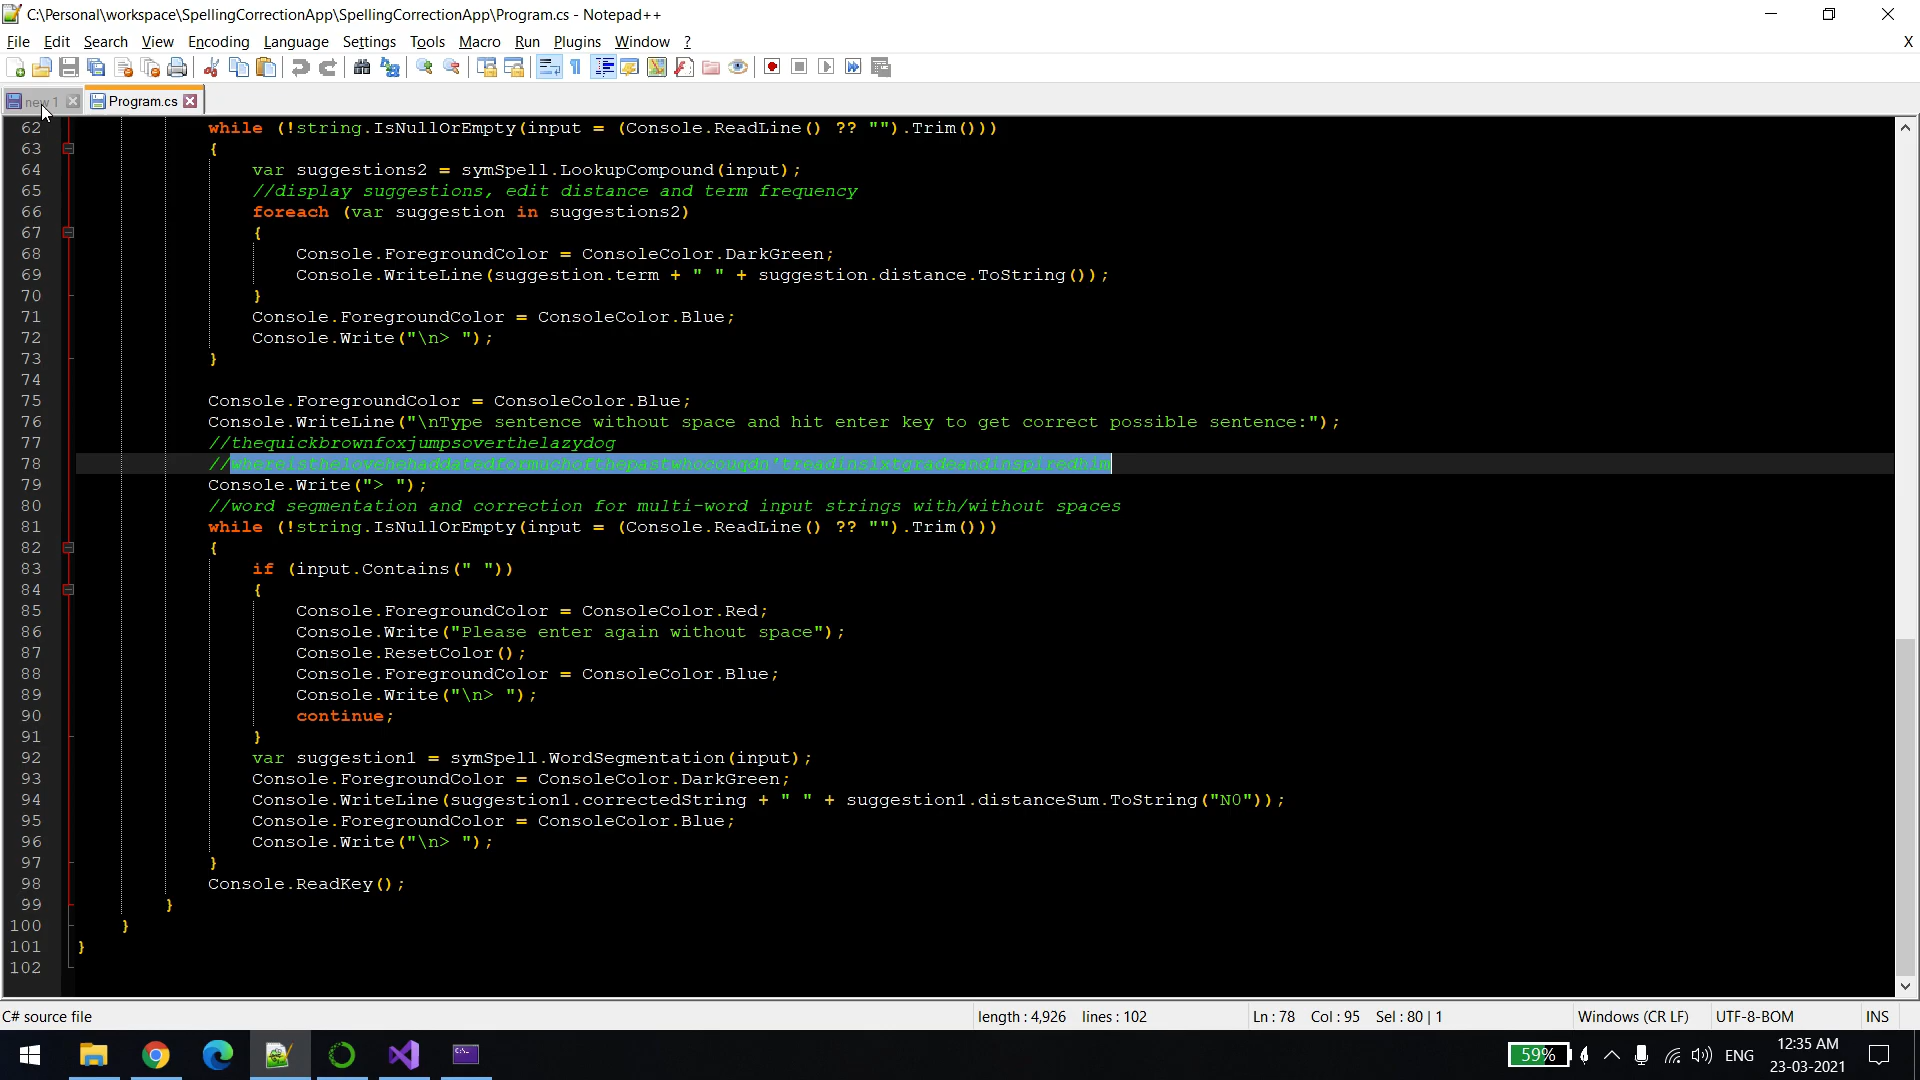 C:\Personal\workspace\SpellingCorrectionApp\SpellingCorrectionApp\Program.cs - Notepad++
File Edit Search View Encoding Language Settings Tools Macro Run Plugins Window ? X
new 1 Program.cs
62 while (!string.IsNullOrEmpty(input = (Console.ReadLine() ?? "").Trim()))
63 {
64 var suggestions2 = symSpell.LookupCompound(input);
65 //display suggestions, edit distance and term frequency
66 foreach (var suggestion in suggestions2)
67 {
68 Console.ForegroundColor = ConsoleColor.DarkGreen;
69 Console.WriteLine(suggestion.term + " " + suggestion.distance.ToString());
70 }
71 Console.ForegroundColor = ConsoleColor.Blue;
72 Console.Write("\n> ");
73 }
74
75 Console.ForegroundColor = ConsoleColor.Blue;
76 Console.WriteLine("\nType sentence without space and hit enter key to get correct possible sentence:");
77 //thequickbrownfoxjumpsoverthelazydog
78 //whereisthelovehehaddatedformuchofthepastwhocouqdn'treadinsixtgradeandinspiredhim
79 Console.Write("> ");
80 //word segmentation and correction for multi-word input strings with/without spaces
81 while (!string.IsNullOrEmpty(input = (Console.ReadLine() ?? "").Trim()))
82 {
83 if (input.Contains(" "))
84 {
85 Console.ForegroundColor = ConsoleColor.Red;
86 Console.Write("Please enter again without space");
87 Console.ResetColor();
88 Console.ForegroundColor = ConsoleColor.Blue;
89 Console.Write("\n> ");
90 continue;
91 }
92 var suggestion1 = symSpell.WordSegmentation(input);
93 Console.ForegroundColor = ConsoleColor.DarkGreen;
94 Console.WriteLine(suggestion1.correctedString + " " + suggestion1.distanceSum.ToString("N0"));
95 Console.ForegroundColor = ConsoleColor.Blue;
96 Console.Write("\n> ");
97 }
98 Console.ReadKey();
99 }
100 }
101 }
102
C# source file length : 4,926 lines : 102 Ln : 78 Col : 95 Sel : 80 | 1 Windows (CR LF) UTF-8-BOM INS
59% ENG 12:35 AM
23-03-2021